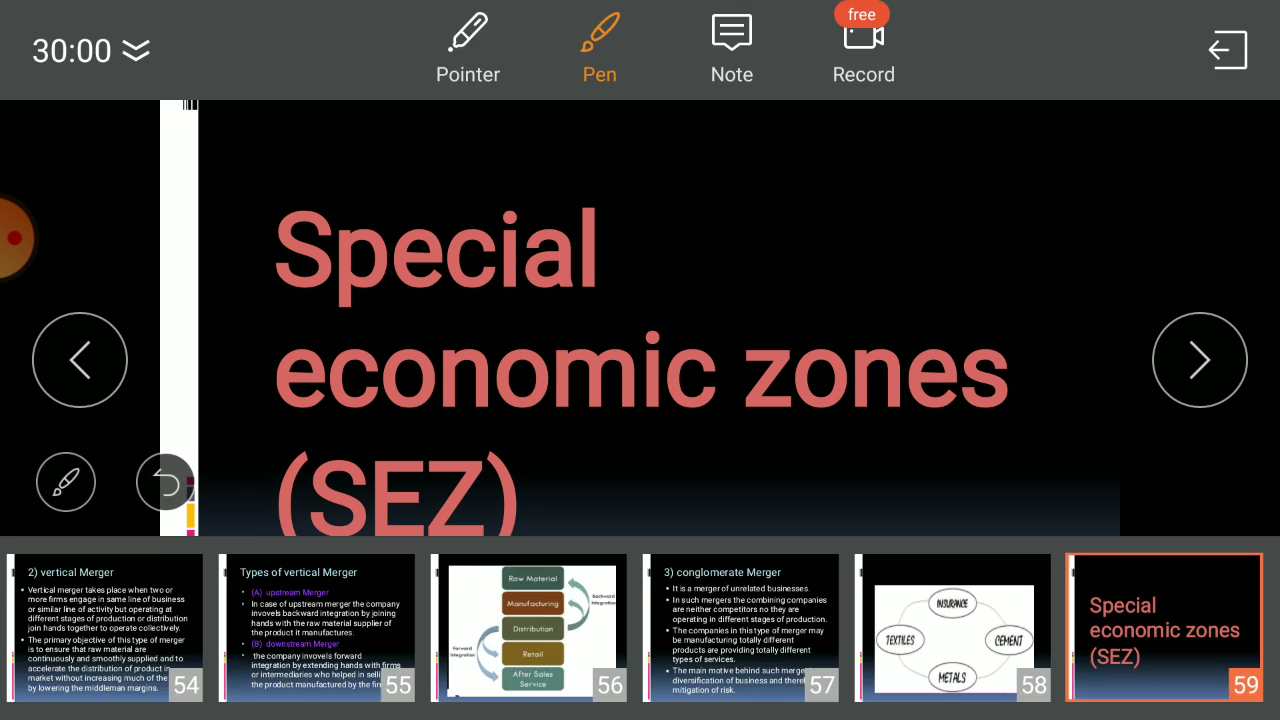 30:00
Pointer
Pen
Note
free
Record
Special
economic zones
(SEZ)
2) vertical Merger
Vertical merger takes place when two or
more firms engage in same line of business
or similar line of activity but operating at
different stages of production or distribution
join hands together to operate collectively.
The primary objective of this type of merger
is to ensure that raw material are
continuously and smoothly supplied and to
accelerate the distribution of product in
market without increasing much of the
by lowering the middleman margins.
54
Types of vertical Merger
(A) upstream Merger
In case of upstream merger the company
invovels backward integration by joining
hands with the raw material supplier of
the product it manufactures.
(B) downstream Merger
the company invovels forward
integration by extending hands with firms
or intermediaries who helped in
the product manufactured by the
55
Raw Material
Manufacturing
Distribution
Retail
After Sales
Service
Backward
Integration
Forward
Integration
56
3) conglomerate Merger
It is a merger of unrelated businesses
In such mergers the combining companies
are neither competitors no they are
operating in different stages of production.
The companies in this type of merger may
be manufacturing totally different
products are providing totally different
types of services.
The main motive behind such
diversification of business and
mitigation of risk.
57
INSURANCE
TEXTILES
CEMENT
METALS
58
Special
economic zones
(SEZ)
59